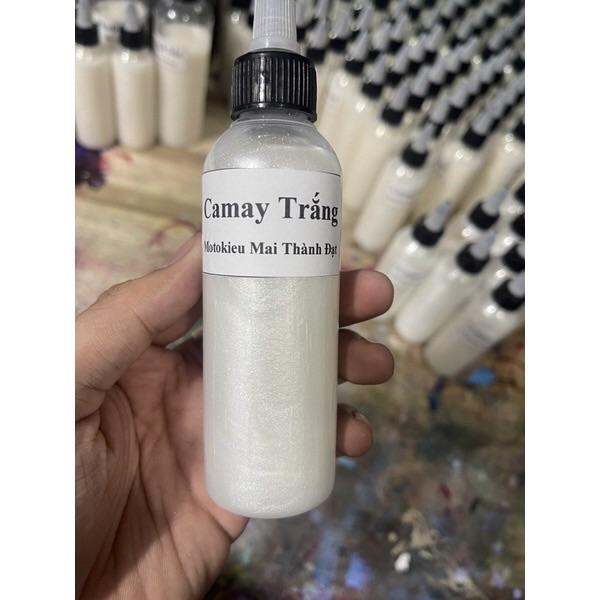 Camay Trắng
Motokieu Mai Thành Đạt